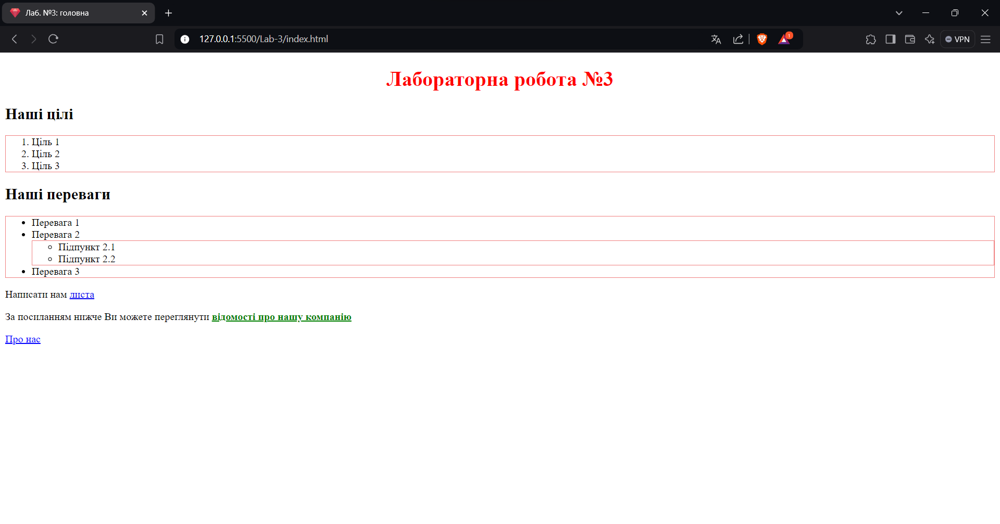 Лаб. №3: головна
127.0.0.1:5500/Lab-3/index.html
1
VPN
Лабораторна робота №3
Наші цілі
1. Ціль 1
2. Ціль 2
3. Ціль 3
Наші переваги
Перевага 1
Перевага 2
Підпункт 2.1
Підпункт 2.2
Перевага 3
Написати нам листа
За посиланням нижче Ви можете переглянути відомості про нашу компанію
Про нас